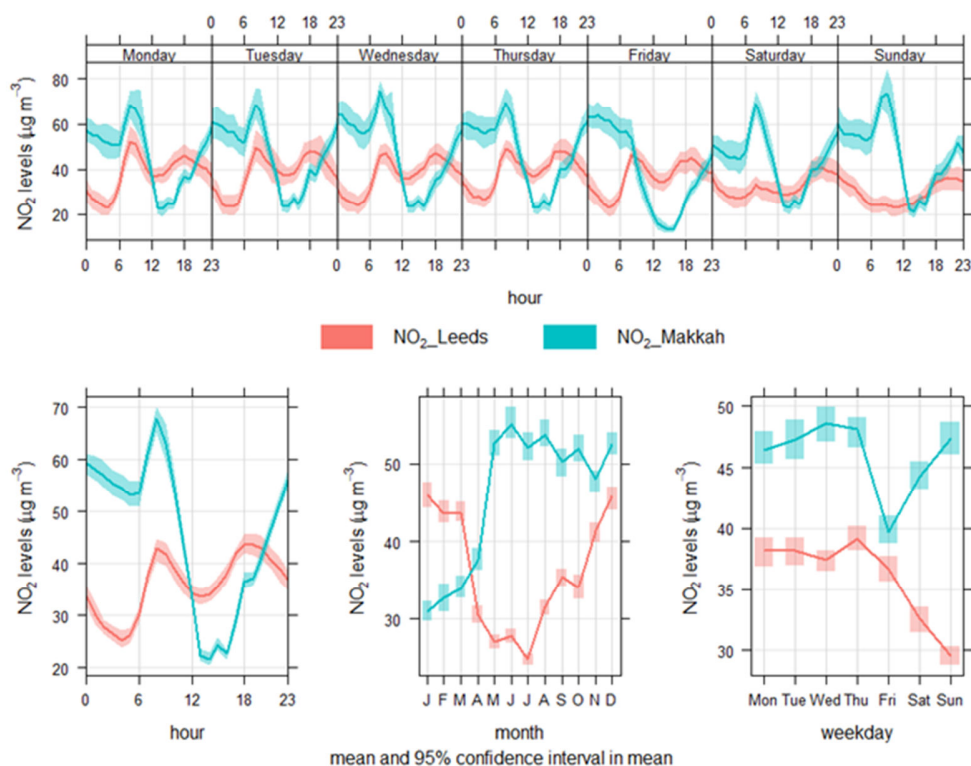 0 6 12 18 23 0 6 12 18 23 0 6 12 18 23
Monday Tuesday Wednesday Thursday Friday Saturday Sunday
NO₂ levels (µg m⁻³)
80
60
40
20
0 6 12 18 23 0 6 12 18 23 0 6 12 18 23 0 6 12 18 23
hour
NO₂_Leeds NO₂_Makkah
NO₂ levels (µg m⁻³)
70
60
50
40
30
20
0 6 12 18 23
hour
NO₂ levels (µg m⁻³)
50
40
30
J F M A M J J A S O N D
month
NO₂ levels (µg m⁻³)
50
45
40
35
30
Mon Tue Wed Thu Fri Sat Sun
weekday
mean and 95% confidence interval in mean